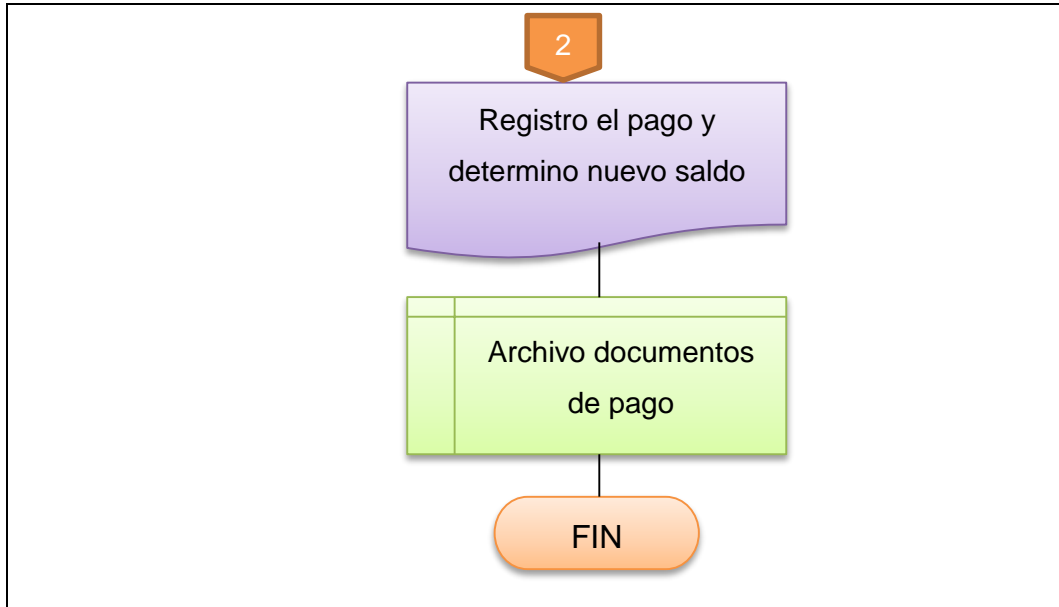 2
Registro el pago y
determino nuevo saldo
Archivo documentos
de pago
FIN